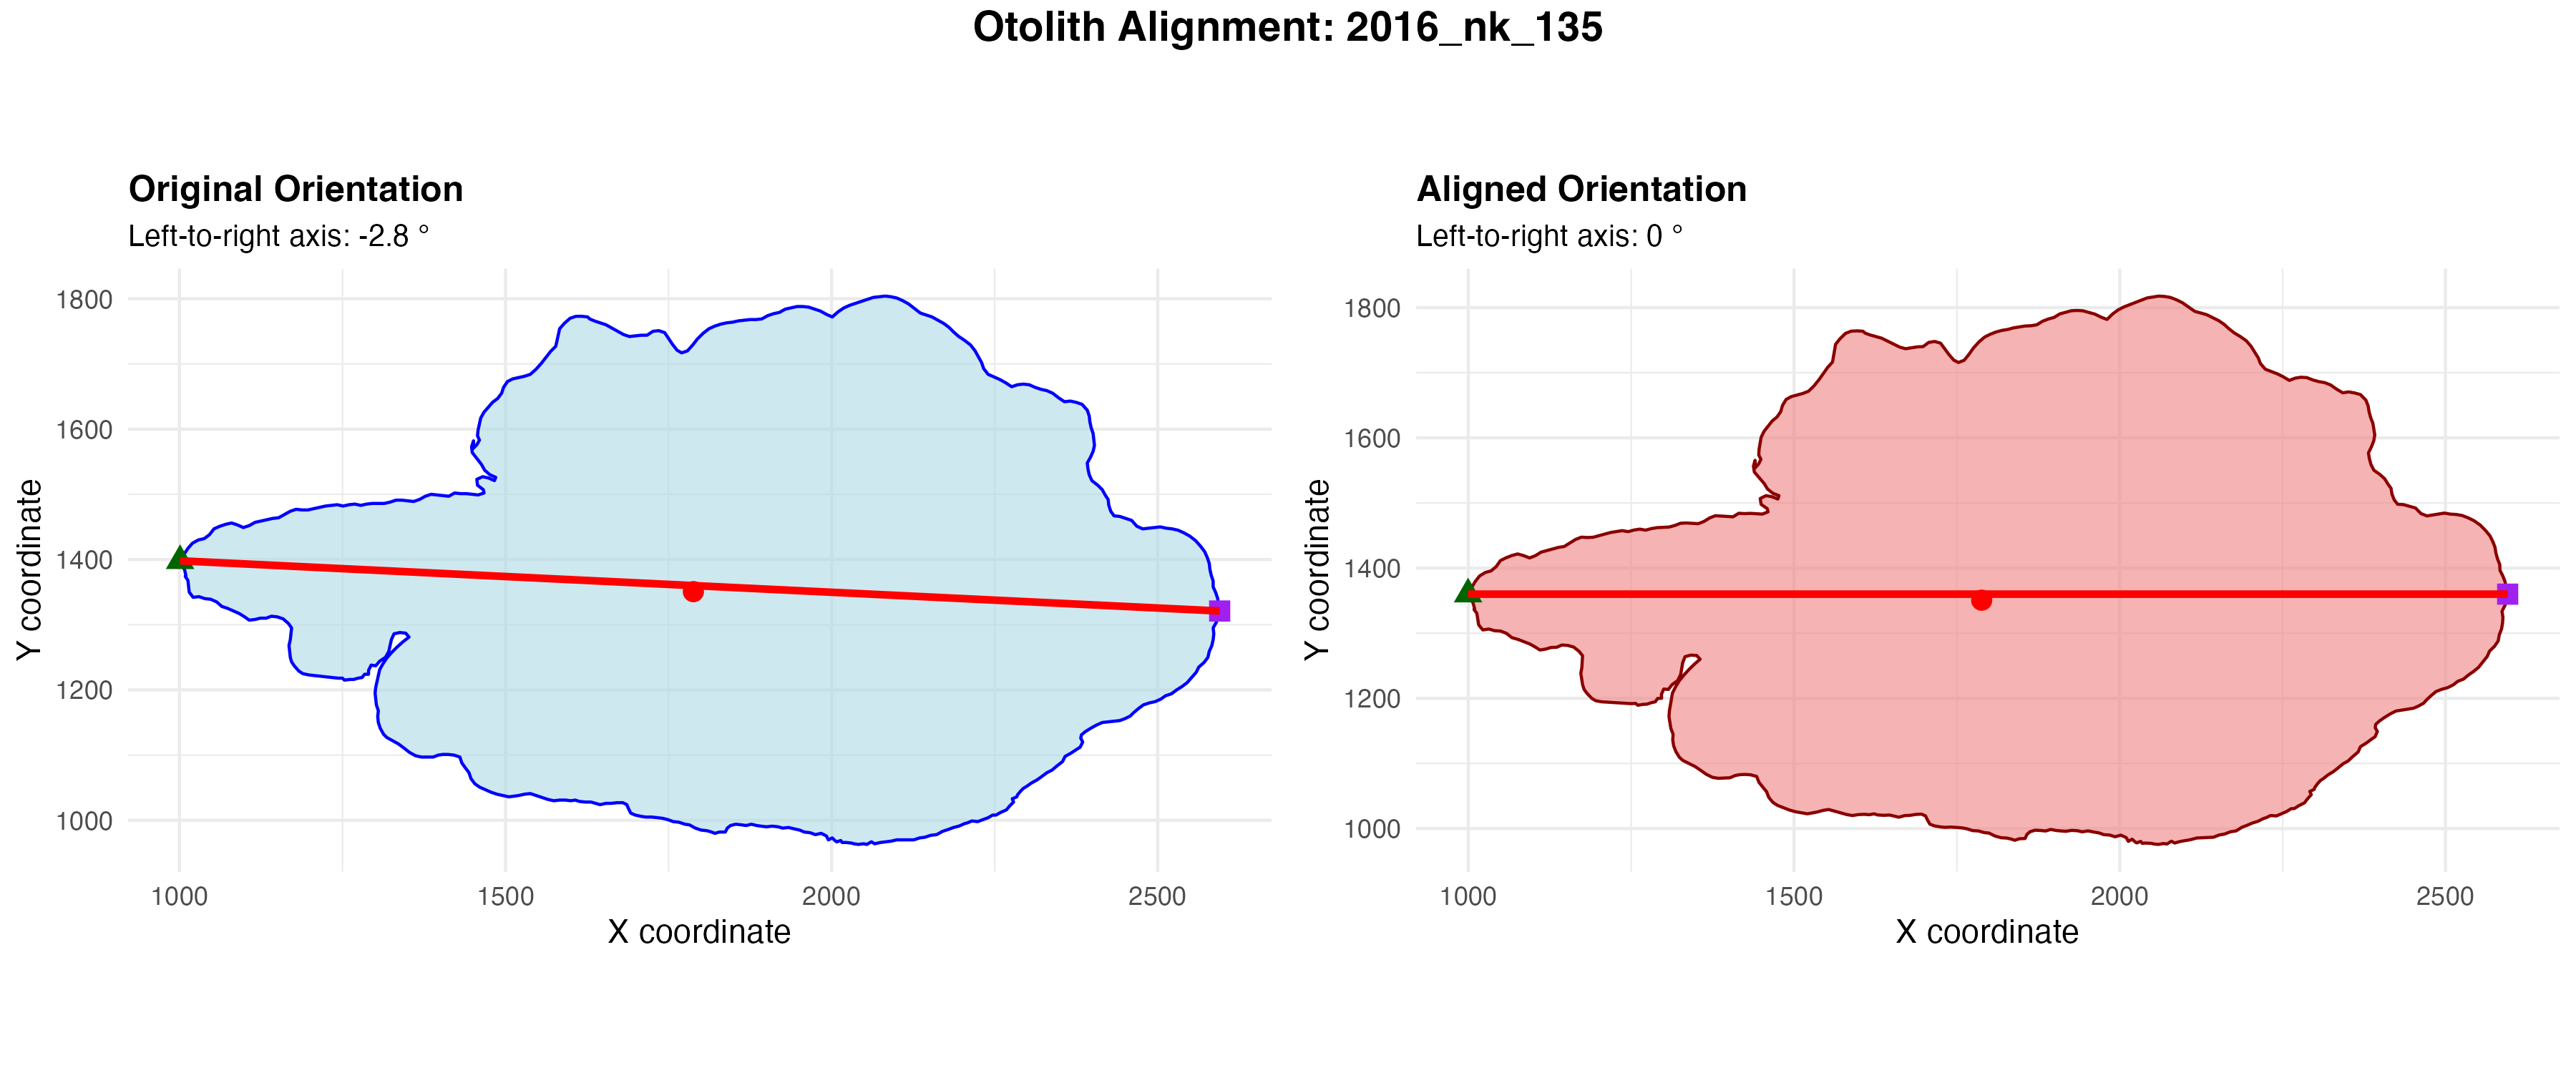 Otolith Alignment: 2016_nk_135
Original Orientation
Left-to-right axis: -2.8 °
1800
1600
1400
1200
1000
Y coordinate
1000 1500 2000 2500
X coordinate
Aligned Orientation
Left-to-right axis: 0 °
1800
1600
1400
1200
1000
Y coordinate
1000 1500 2000 2500
X coordinate